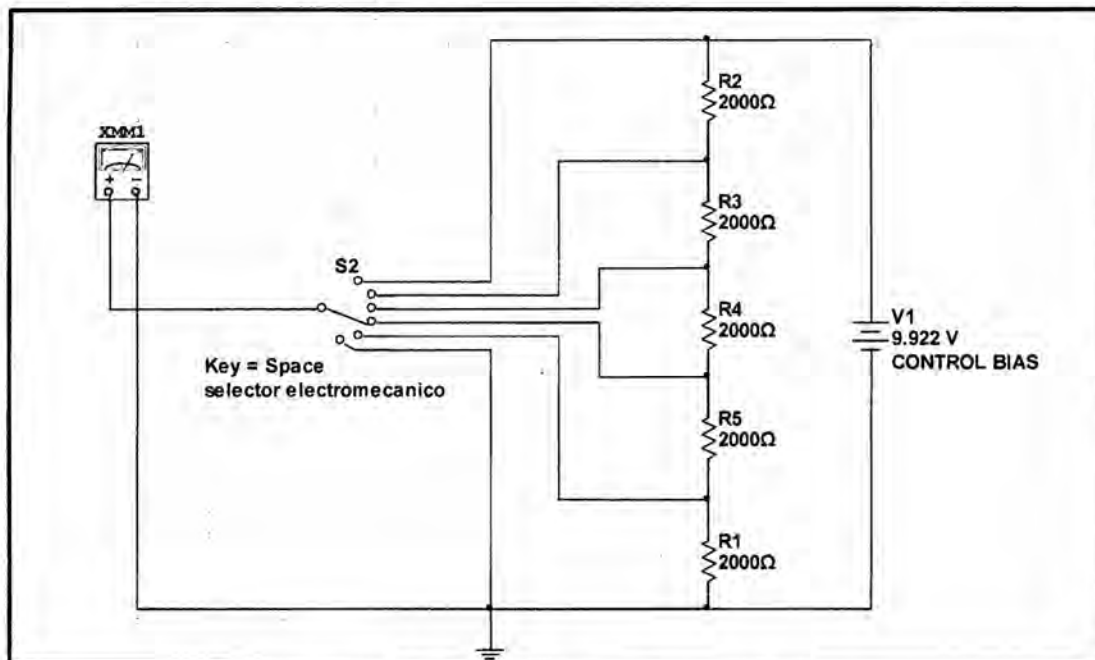 R2
2000Ω
XMM1
+ -
R3
2000Ω
S2
R4
2000Ω
V1
9.922 V
CONTROL BIAS
Key = Space
selector electromecanico
R5
2000Ω
R1
2000Ω